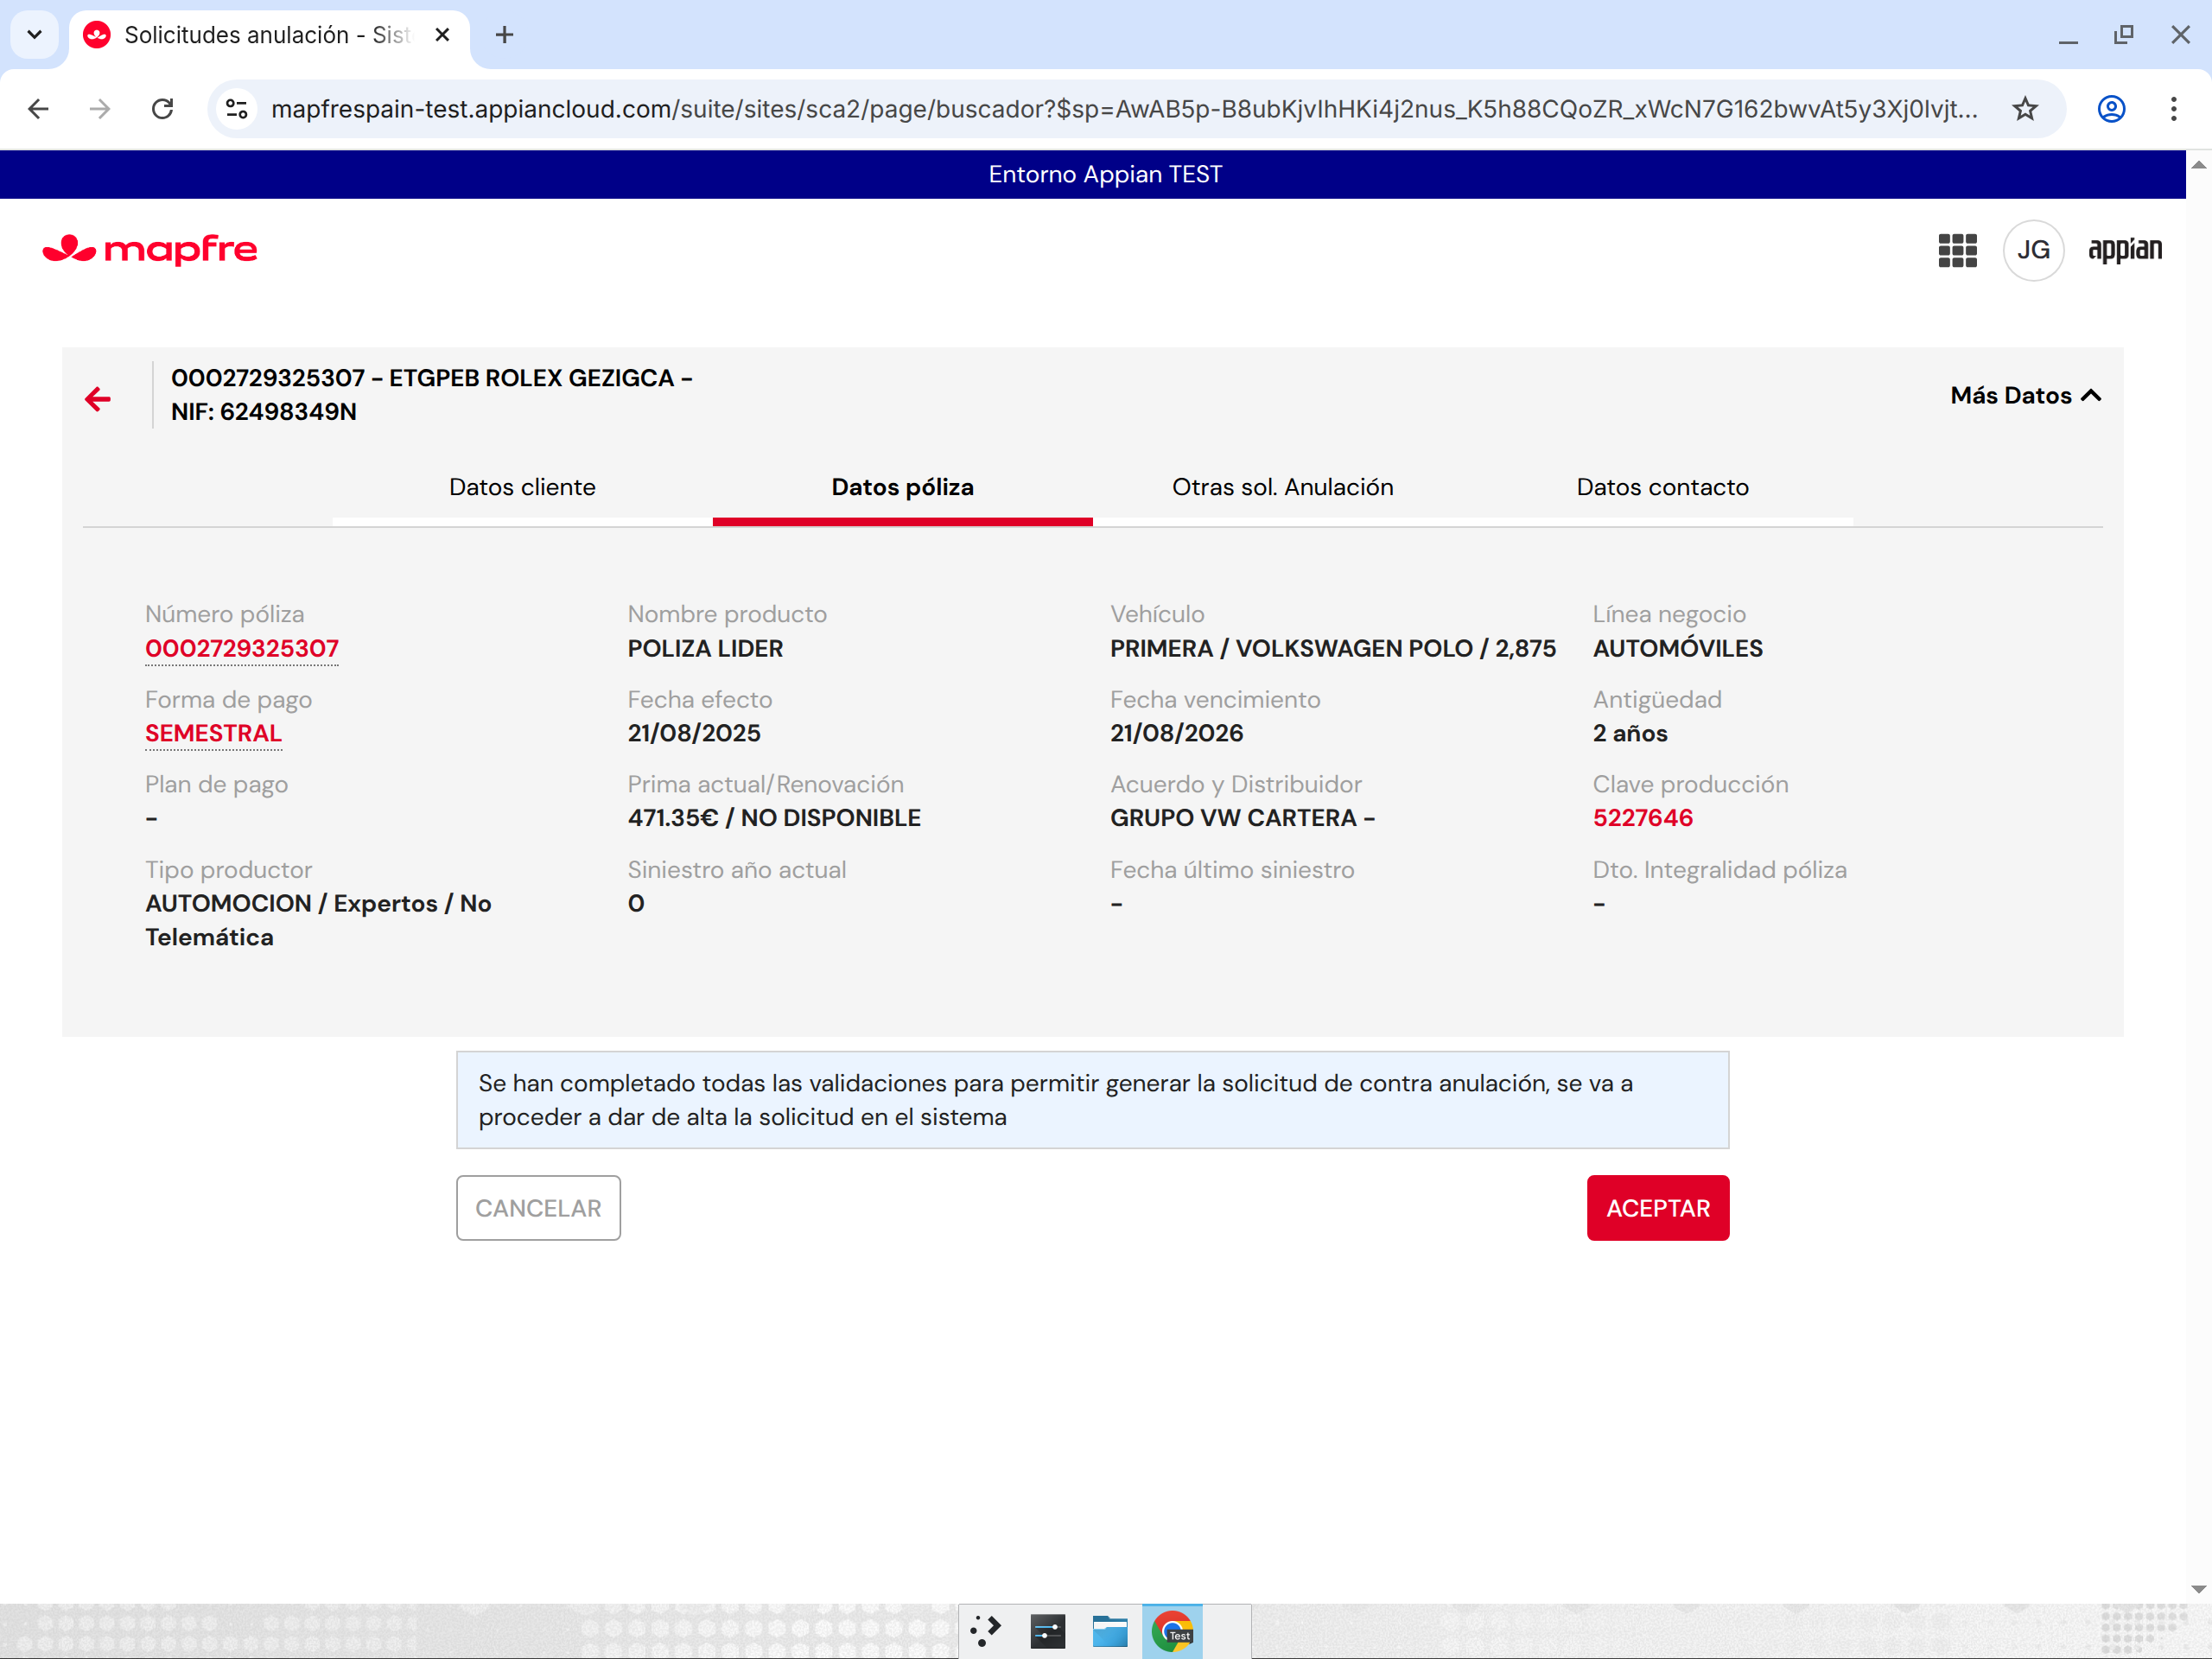 Solicitudes anulación - Sist
mapfrespain-test.appiancloud.com/suite/sites/sca2/page/buscador?$sp=AwAB5p-B8ubKjvIhHKi4j2nus_K5h88CQoZR_xWcN7G162bwvAt5y3Xj0Ivjt...
Entorno Appian TEST
mapfre
JG
appian
0002729325307 - ETGPEB ROLEX GEZIGCA -
NIF: 62498349N
Más Datos
Datos cliente
Datos póliza
Otras sol. Anulación
Datos contacto
Número póliza
0002729325307
Nombre producto
POLIZA LIDER
Vehículo
PRIMERA / VOLKSWAGEN POLO / 2,875
Línea negocio
AUTOMÓVILES
Forma de pago
SEMESTRAL
Fecha efecto
21/08/2025
Fecha vencimiento
21/08/2026
Antigüedad
2 años
Plan de pago
-
Prima actual/Renovación
471.35€ / NO DISPONIBLE
Acuerdo y Distribuidor
GRUPO VW CARTERA -
Clave producción
5227646
Tipo productor
AUTOMOCION / Expertos / No
Telemática
Siniestro año actual
0
Fecha último siniestro
-
Dto. Integralidad póliza
-
Se han completado todas las validaciones para permitir generar la solicitud de contra anulación, se va a
proceder a dar de alta la solicitud en el sistema
CANCELAR
ACEPTAR
Test